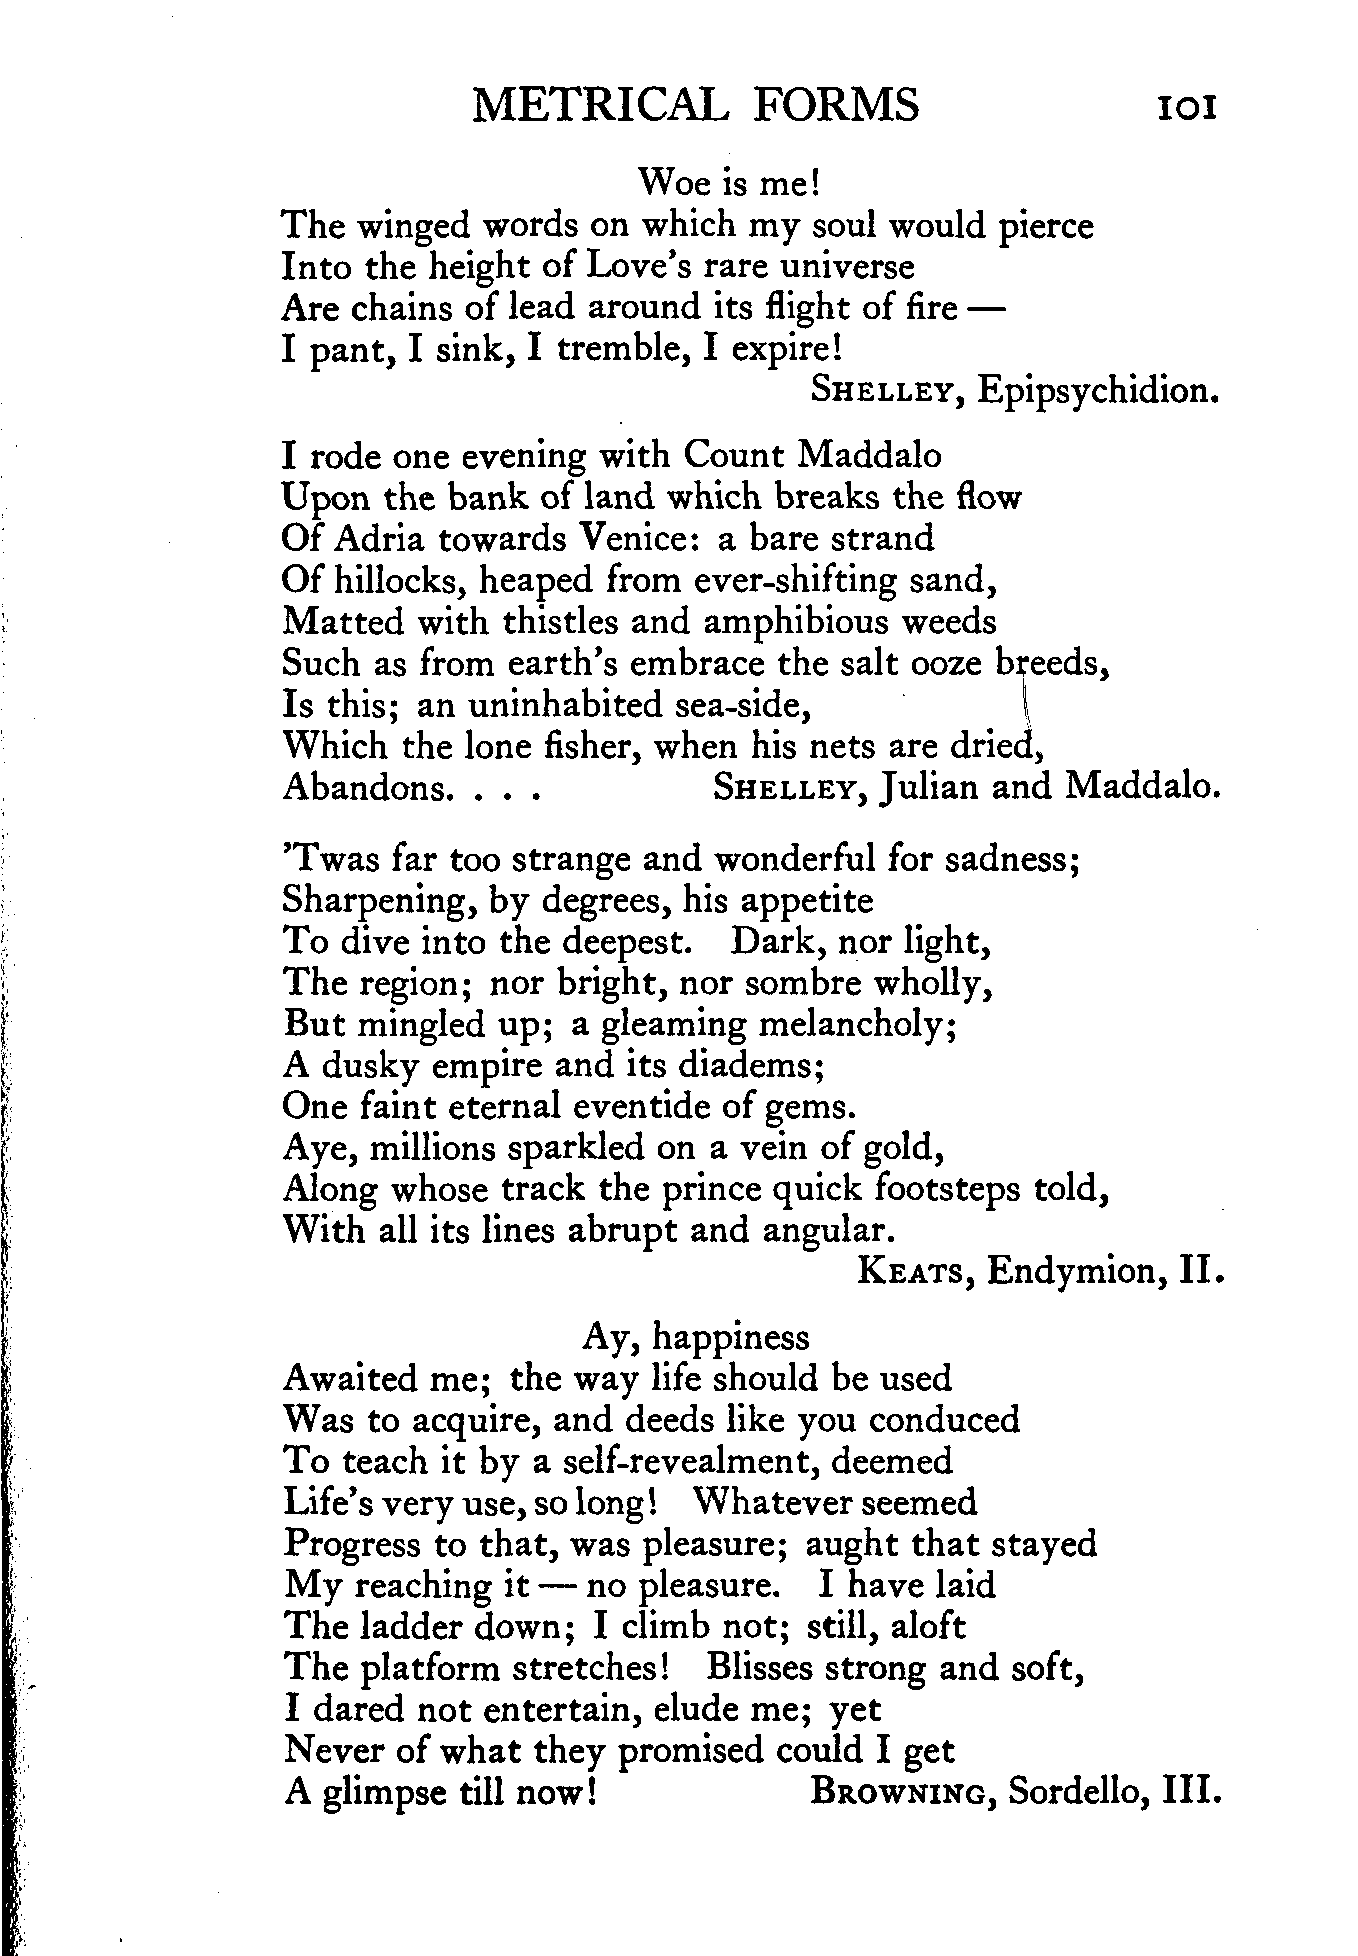 METRICAL FORMS 101
Woe is me!
The winged words on which my soul would pierce
Into the height of Love's rare universe
Are chains of lead around its flight of fire —
I pant, I sink, I tremble, I expire!
SHELLEY, Epipsychidion.
I rode one evening with Count Maddalo
Upon the bank of land which breaks the flow
Of Adria towards Venice: a bare strand
Of hillocks, heaped from ever-shifting sand,
Matted with thistles and amphibious weeds
Such as from earth's embrace the salt ooze breeds,
Is this; an uninhabited sea-side,
Which the lone fisher, when his nets are dried,
Abandons. . . . SHELLEY, Julian and Maddalo.
'Twas far too strange and wonderful for sadness;
Sharpening, by degrees, his appetite
To dive into the deepest. Dark, nor light,
The region; nor bright, nor sombre wholly,
But mingled up; a gleaming melancholy;
A dusky empire and its diadems;
One faint eternal eventide of gems.
Aye, millions sparkled on a vein of gold,
Along whose track the prince quick footsteps told,
With all its lines abrupt and angular.
KEATS, Endymion, II.
Ay, happiness
Awaited me; the way life should be used
Was to acquire, and deeds like you conduced
To teach it by a self-revealment, deemed
Life's very use, so long! Whatever seemed
Progress to that, was pleasure; aught that stayed
My reaching it — no pleasure. I have laid
The ladder down; I climb not; still, aloft
The platform stretches! Blisses strong and soft,
I dared not entertain, elude me; yet
Never of what they promised could I get
A glimpse till now! BROWNING, Sordello, III.